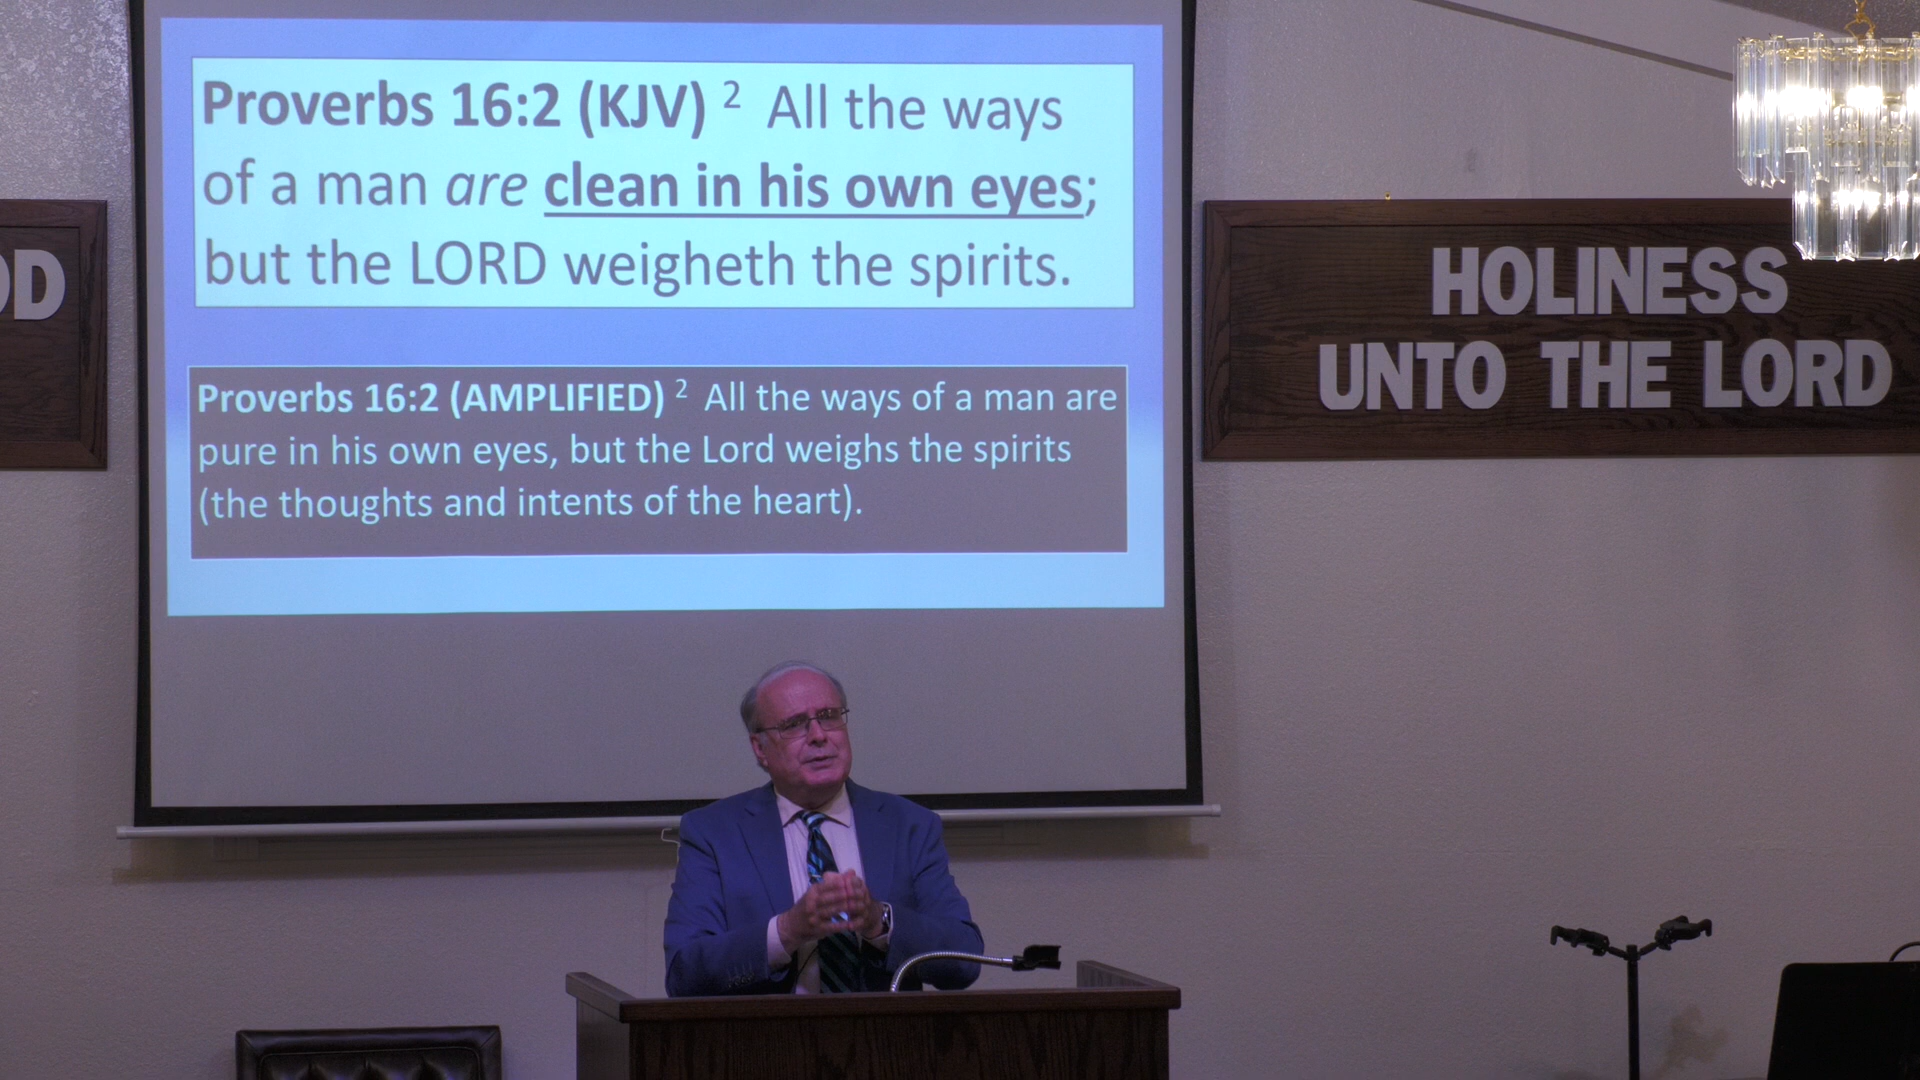 Proverbs 16:2 (KJV) 2 All the ways
of a man are clean in his own eyes;
but the LORD weigheth the spirits.
Proverbs 16:2 (AMPLIFIED) 2 All the ways of a man are
pure in his own eyes, but the Lord weighs the spirits
(the thoughts and intents of the heart).
HOLINESS
UNTO THE LORD